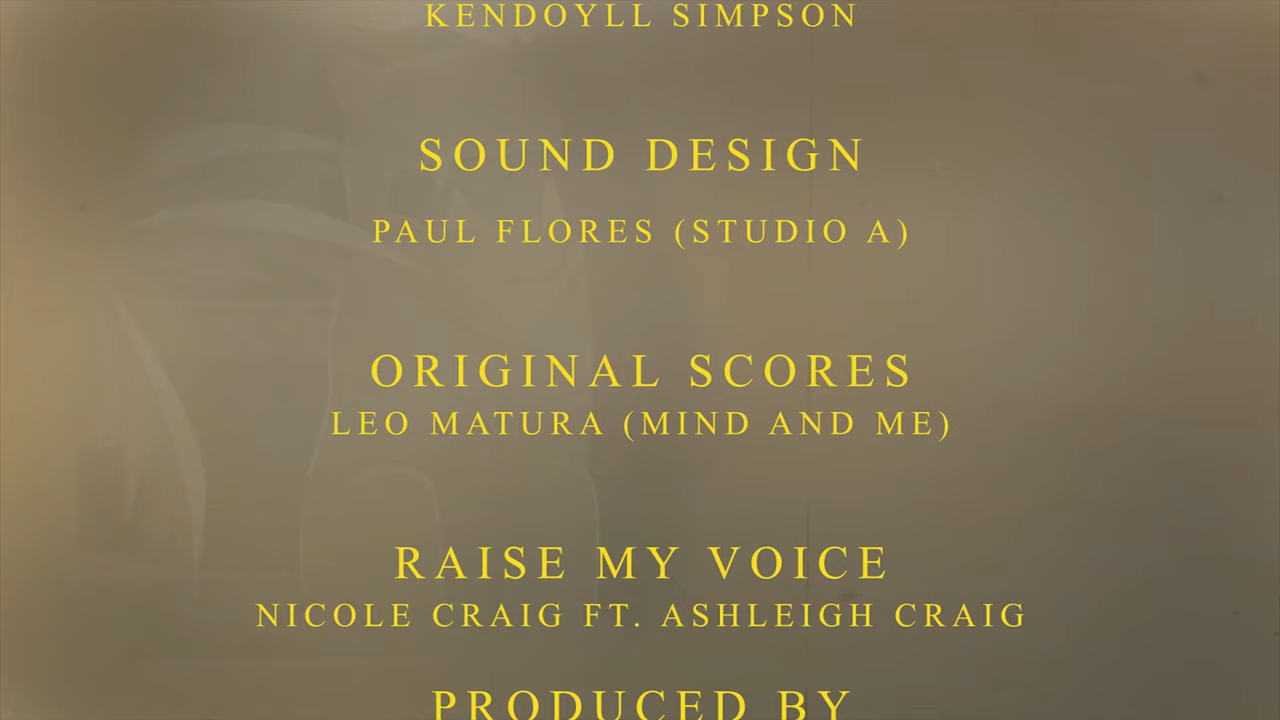 KENDOYLL SIMPSON
SOUND DESIGN
PAUL FLORES (STUDIO A)
ORIGINAL SCORES
LEO MATURA (MIND AND ME)
RAISE MY VOICE
NICOLE CRAIG FT. ASHLEIGH CRAIG
PRODUCED BY